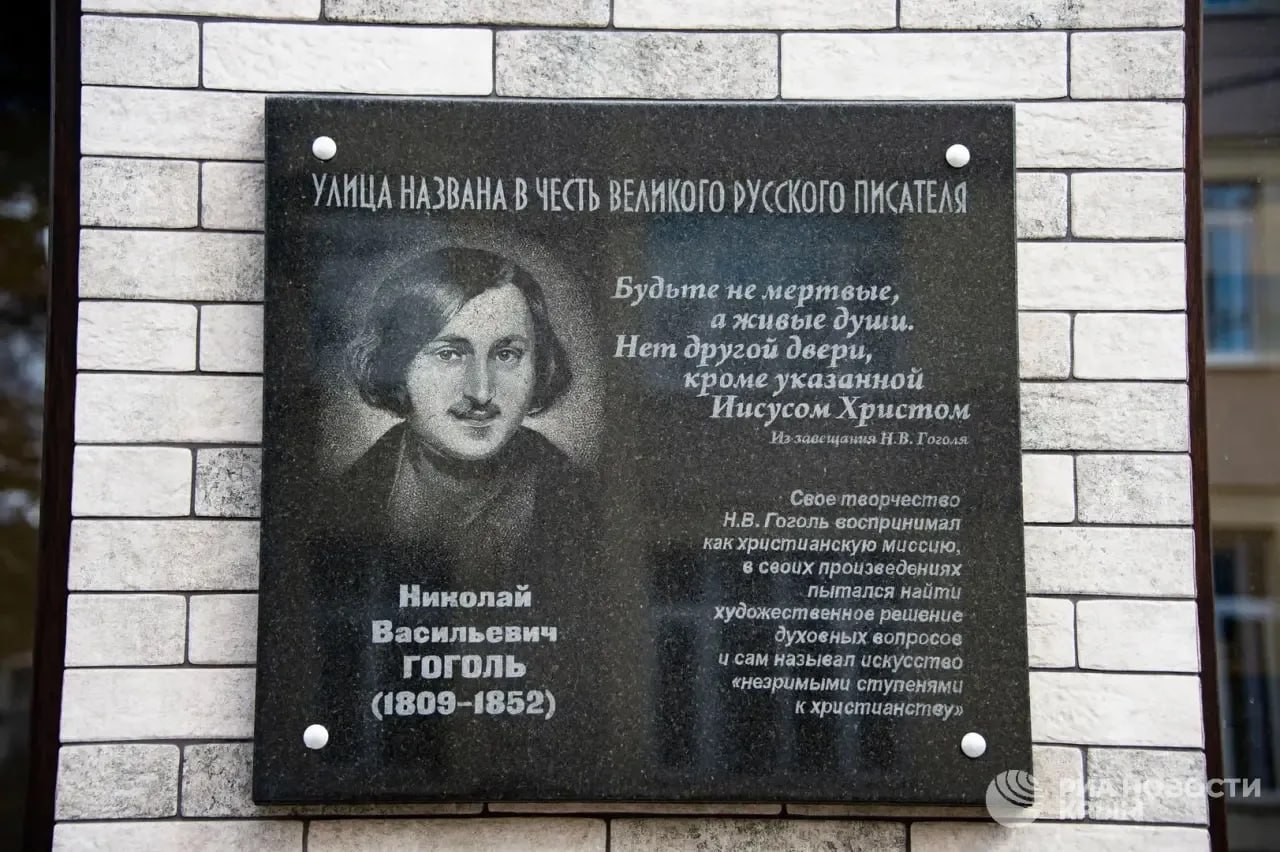 УЛИЦА НАЗВАНА В ЧЕСТЬ ВЕЛИКОГО РУССКОГО ПИСАТЕЛЯ
Будьте не мертвые,
а живые души.
Нет другой двери,
кроме указанной
Иисусом Христом
Из завещания Н.В. Гоголя
Свое творчество
Н.В. Гоголь воспринимал
как христианскую миссию,
в своих произведениях
пытался найти
художественное решение
духовных вопросов
и сам называл искусство
«незримыми ступенями
к христианству»
Николай
Васильевич
ГОГОЛЬ
(1809–1852)
РИА НОВОСТИ
КРЫМ